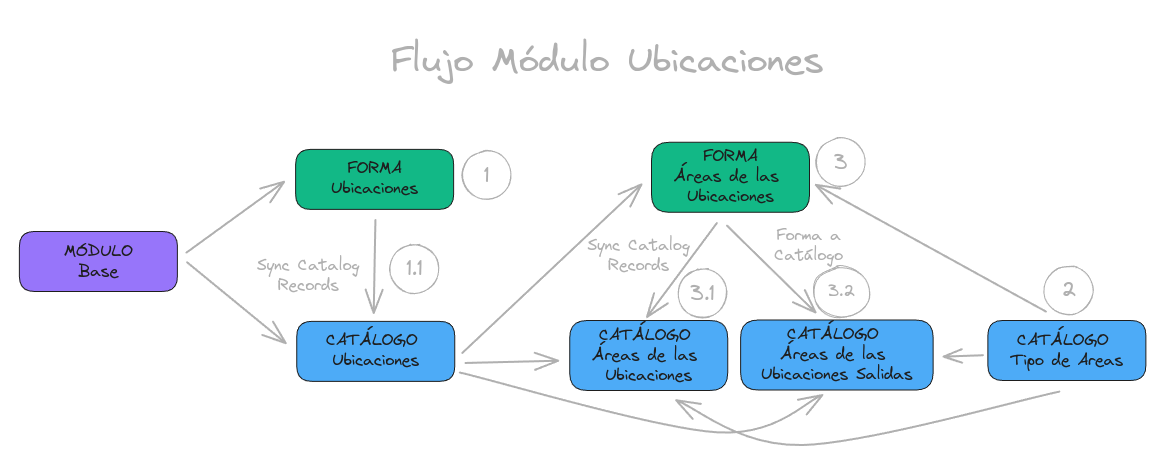 Flujo Módulo Ubicaciones
FORMA
Ubicaciones
1
FORMA
Áreas de las
Ubicaciones
3
MÓDULO
Base
Sync Catalog
Records
1.1
Sync Catalog
Records
3.1
Forma a
Catálogo
3.2
2
CATÁLOGO
Ubicaciones
CATÁLOGO
Áreas de las
Ubicaciones
CATÁLOGO
Áreas de las
Ubicaciones Salidas
CATÁLOGO
Tipo de Areas